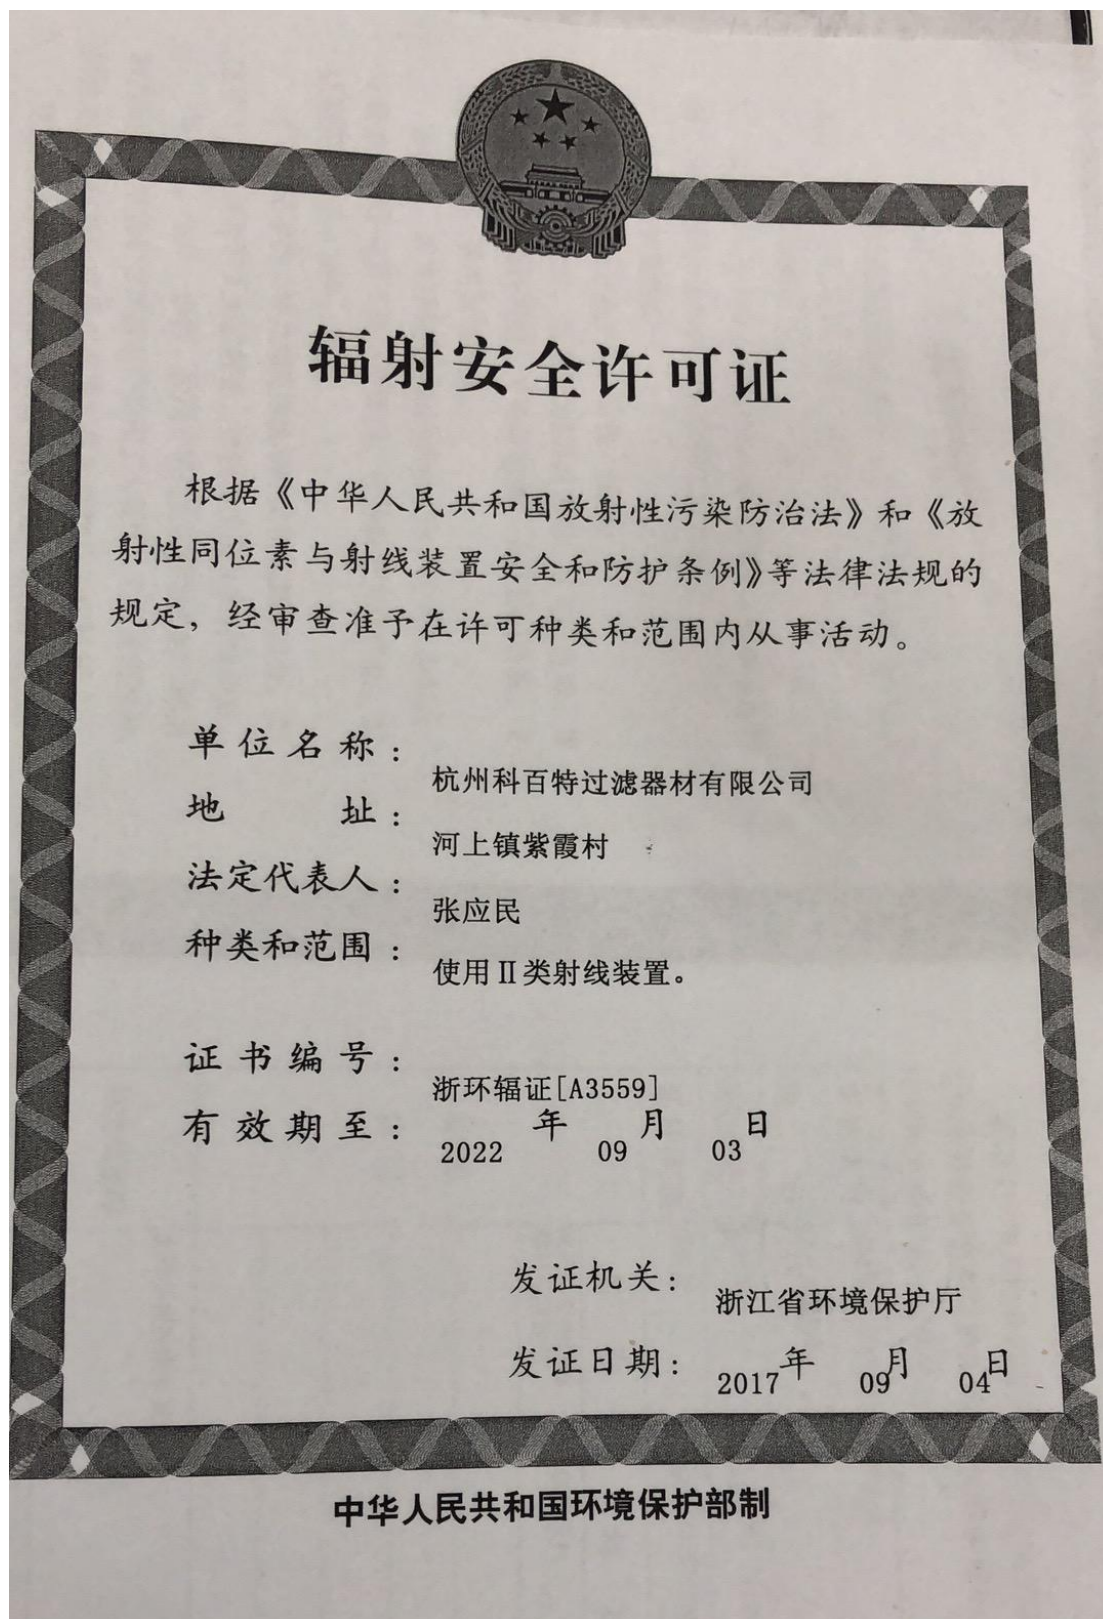 辐射安全许可证
根据《中华人民共和国放射性污染防治法》和《放
射性同位素与射线装置安全和防护条例》等法律法规的
规定，经审查准予在许可种类和范围内从事活动。
单位名称：杭州科百特过滤器材有限公司
地址：河上镇紫霞村
法定代表人：张应民
种类和范围：使用Ⅱ类射线装置。
证书编号：浙环辐证[A3559]
有效期至：2022年09月03日
发证机关：浙江省环境保护厅
发证日期：2017年09月04日
中华人民共和国环境保护部制